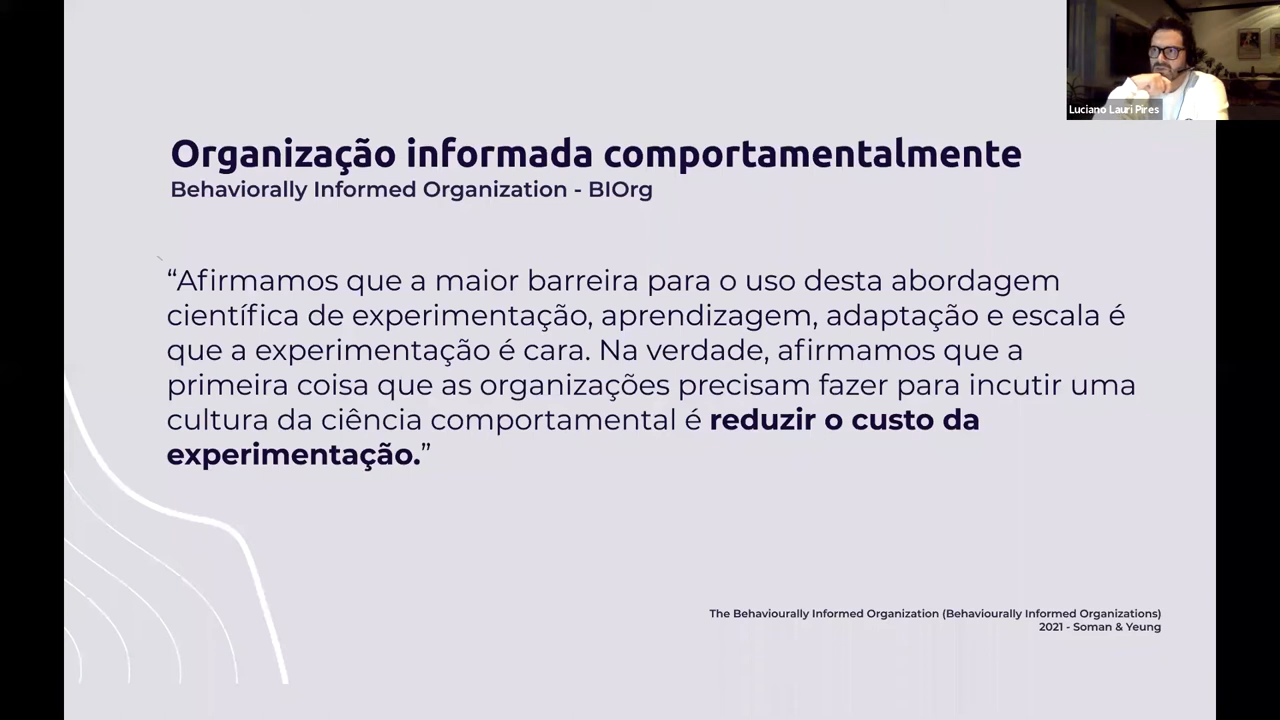 Luciano Lauri Pires
Organização informada comportamentalmente
Behaviorally Informed Organization - BIOrg
“Afirmamos que a maior barreira para o uso desta abordagem
científica de experimentação, aprendizagem, adaptação e escala é
que a experimentação é cara. Na verdade, afirmamos que a
primeira coisa que as organizações precisam fazer para incutir uma
cultura da ciência comportamental é reduzir o custo da
experimentação.”
The Behaviourally Informed Organization (Behaviourally Informed Organizations)
2021 - Soman & Yeung